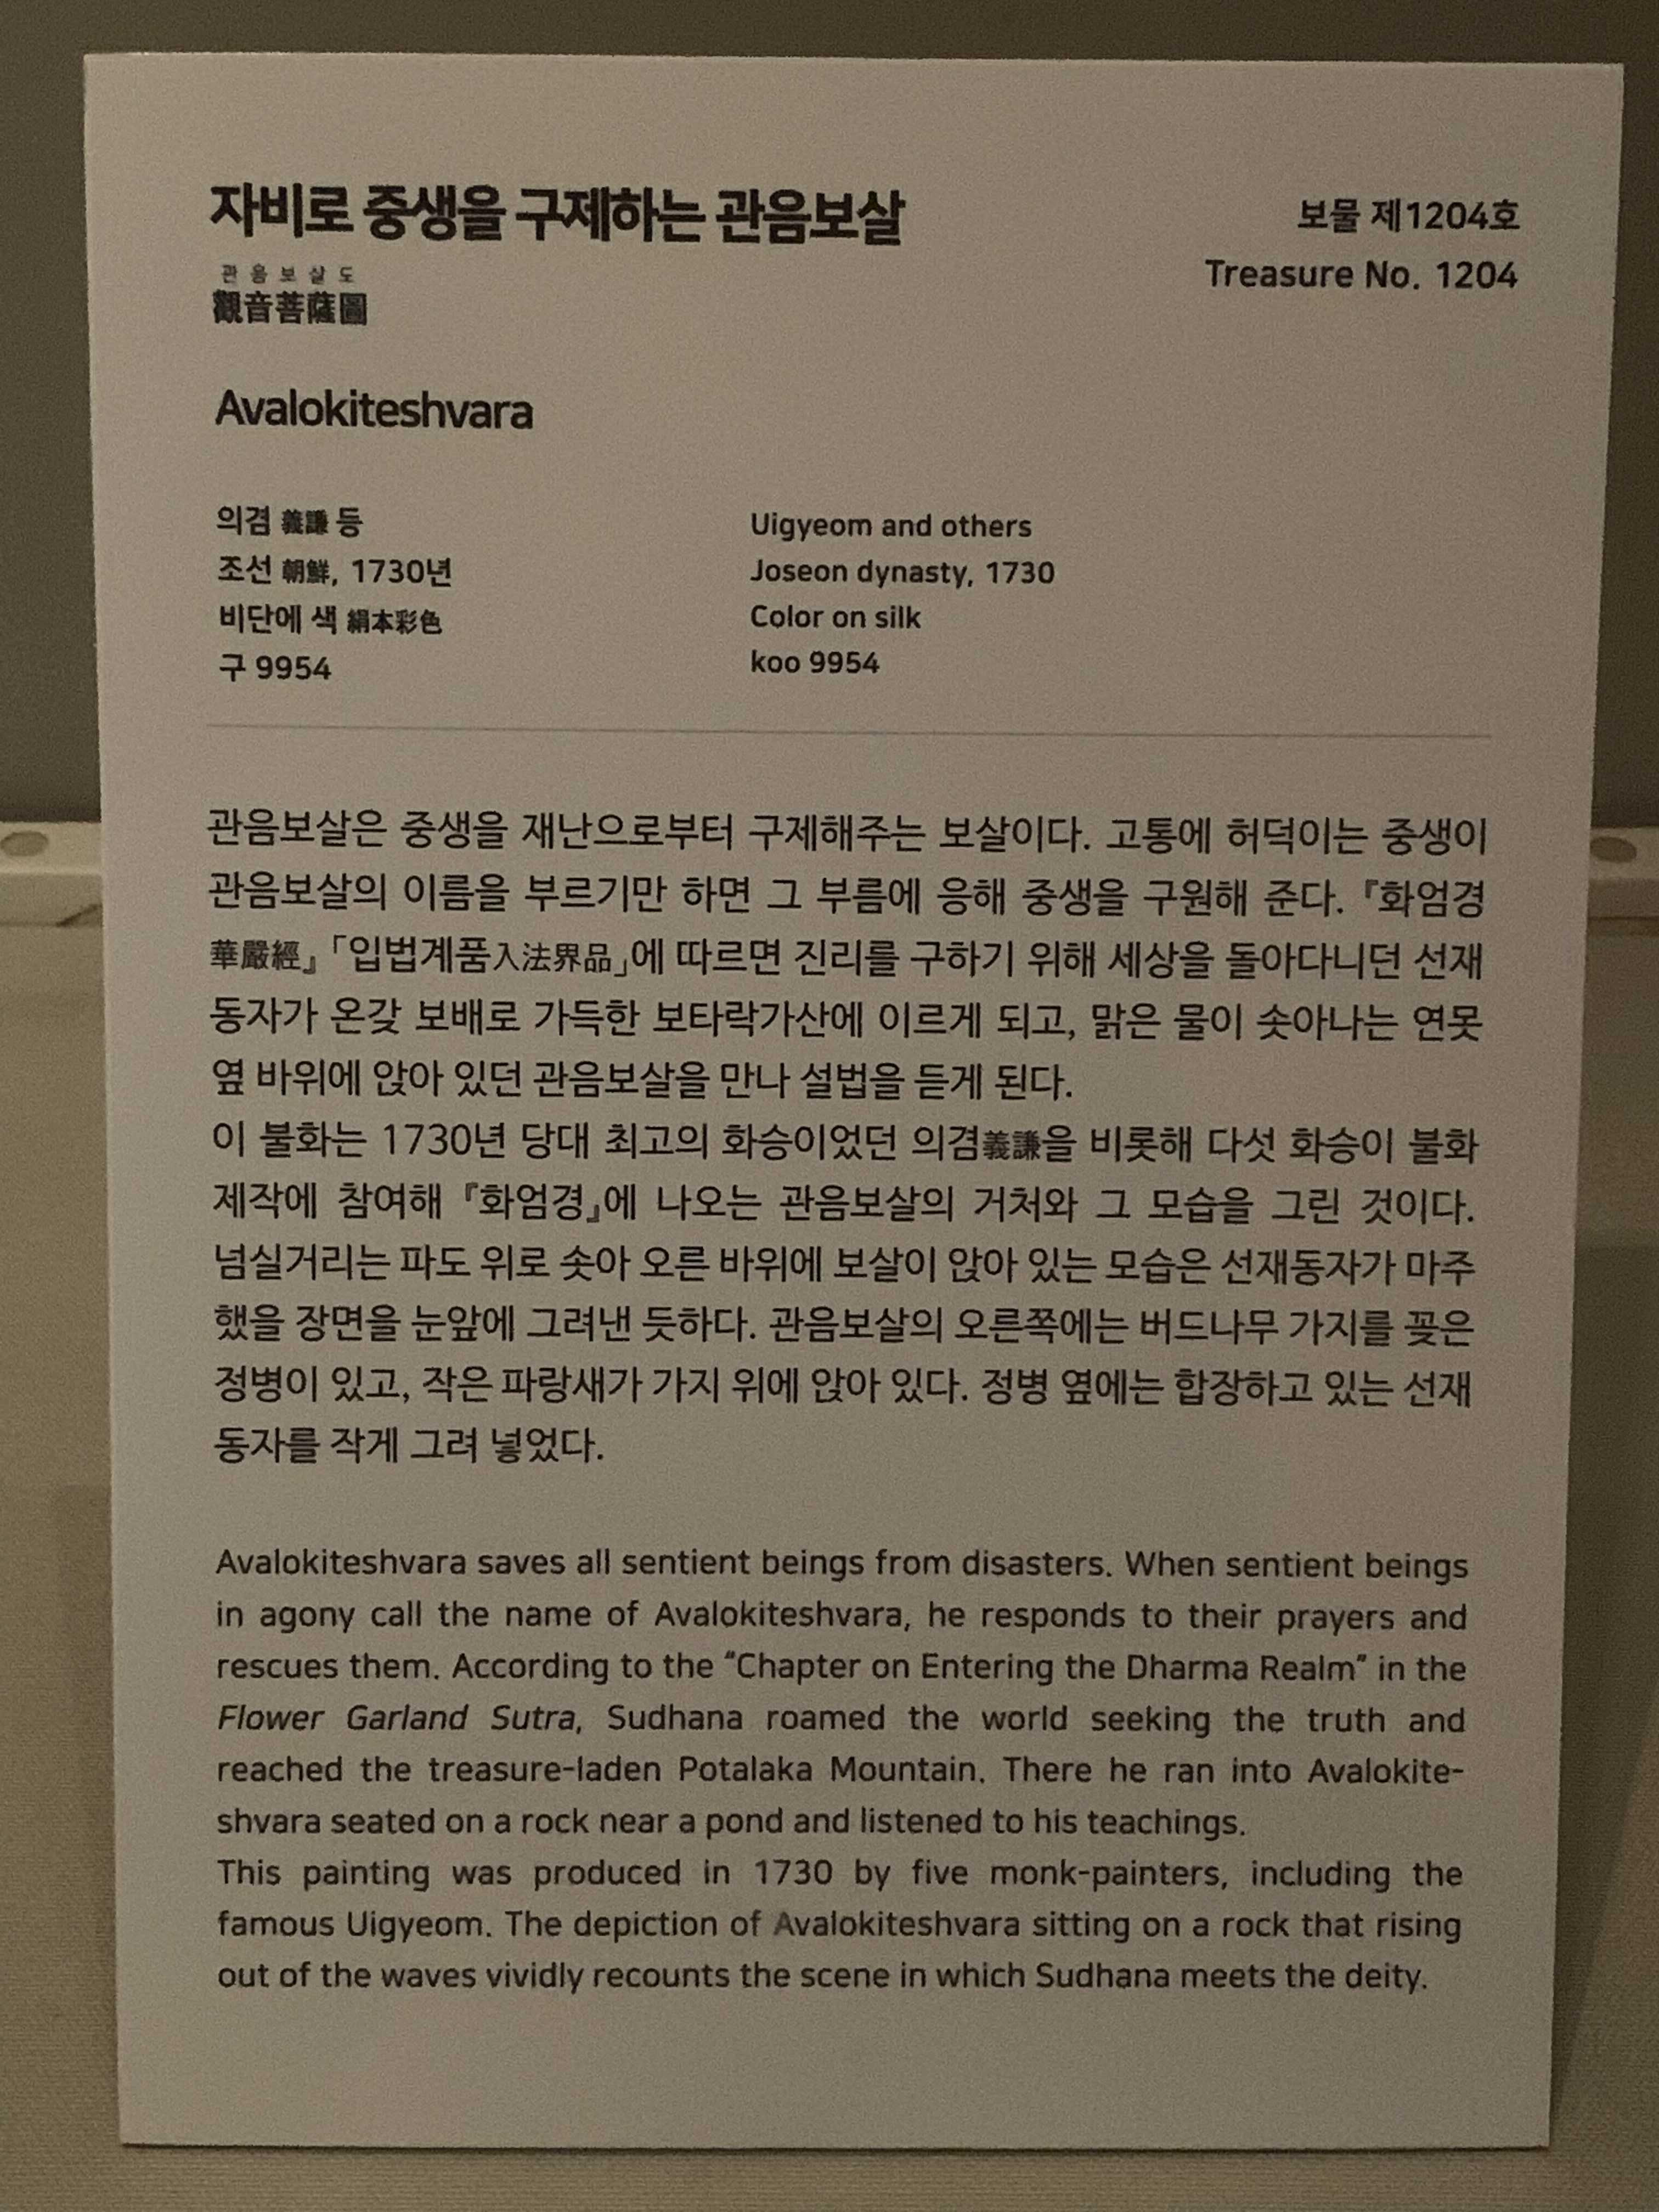 자비로 중생을 구제하는 관음보살
보물 제1204호
관음보살도
觀音菩薩圖
Treasure No. 1204
Avalokiteshvara
의겸 義謙 등
조선 朝鮮, 1730년
비단에 색 絹本彩色
구 9954
Uigyeom and others
Joseon dynasty, 1730
Color on silk
koo 9954
관음보살은 중생을 재난으로부터 구제해주는 보살이다. 고통에 허덕이는 중생이
관음보살의 이름을 부르기만 하면 그 부름에 응해 중생을 구원해 준다. 『화엄경
華嚴經』 「입법계품入法界品」에 따르면 진리를 구하기 위해 세상을 돌아다니던 선재
동자가 온갖 보배로 가득한 보타락가산에 이르게 되고, 맑은 물이 솟아나는 연못
옆 바위에 앉아 있던 관음보살을 만나 설법을 듣게 된다.
이 불화는 1730년 당대 최고의 화승이었던 의겸義謙을 비롯해 다섯 화승이 불화
제작에 참여해 『화엄경』에 나오는 관음보살의 거처와 그 모습을 그린 것이다.
넘실거리는 파도 위로 솟아 오른 바위에 보살이 앉아 있는 모습은 선재동자가 마주
했을 장면을 눈앞에 그려낸 듯하다. 관음보살의 오른쪽에는 버드나무 가지를 꽂은
정병이 있고, 작은 파랑새가 가지 위에 앉아 있다. 정병 옆에는 합장하고 있는 선재
동자를 작게 그려 넣었다.
Avalokiteshvara saves all sentient beings from disasters. When sentient beings
in agony call the name of Avalokiteshvara, he responds to their prayers and
rescues them. According to the “Chapter on Entering the Dharma Realm” in the
Flower Garland Sutra, Sudhana roamed the world seeking the truth and
reached the treasure-laden Potalaka Mountain. There he ran into Avalokite-
shvara seated on a rock near a pond and listened to his teachings.
This painting was produced in 1730 by five monk-painters, including the
famous Uigyeom. The depiction of Avalokiteshvara sitting on a rock that rising
out of the waves vividly recounts the scene in which Sudhana meets the deity.